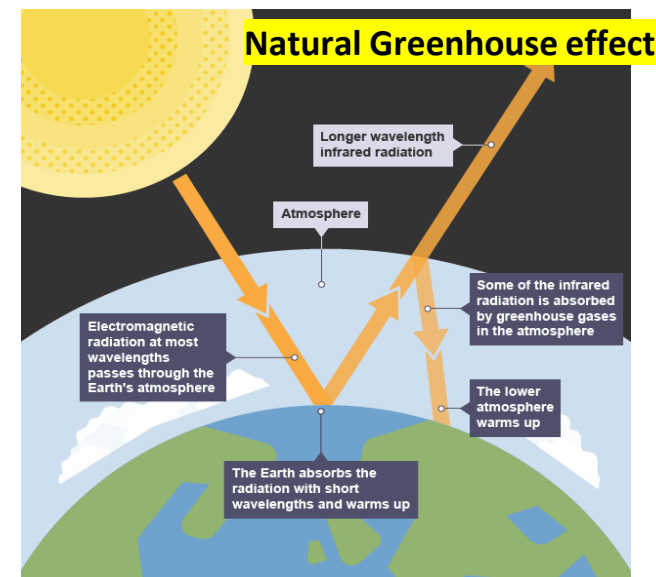 Natural Greenhouse effect
Longer wavelength
infrared radiation
Atmosphere
Some of the infrared
radiation is absorbed
by greenhouse gases
in the atmosphere
Electromagnetic
radiation at most
wavelengths
passes through the
Earth's atmosphere
The lower
atmosphere
warms up
The Earth absorbs the
radiation with short
wavelengths and warms up